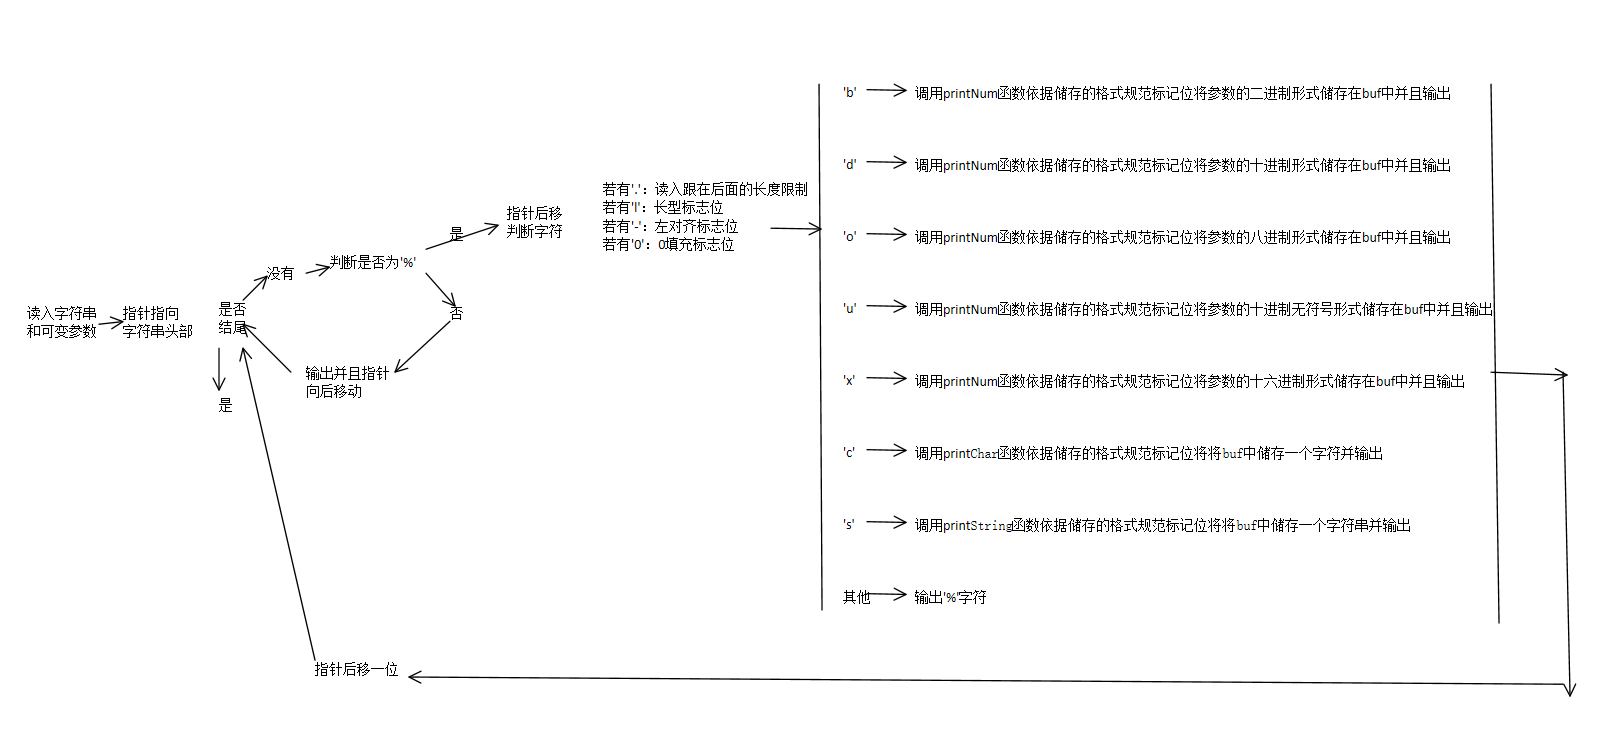 读入字符串
和可变参数
指针指向
字符串头部
是否
结尾
是
没有
判断是否为'%'
是
否
输出并且指针
向后移动
指针后移
判断字符
若有'.'：读入跟在后面的长度限制
若有'l'：长型标志位
若有'-'：左对齐标志位
若有'0'：0填充标志位
'b' 调用printNum函数依据储存的格式规范标记位将参数的二进制形式储存在buf中并且输出
'd' 调用printNum函数依据储存的格式规范标记位将参数的十进制形式储存在buf中并且输出
'o' 调用printNum函数依据储存的格式规范标记位将参数的八进制形式储存在buf中并且输出
'u' 调用printNum函数依据储存的格式规范标记位将参数的十进制无符号形式储存在buf中并且输出
'x' 调用printNum函数依据储存的格式规范标记位将参数的十六进制形式储存在buf中并且输出
'c' 调用printChar函数依据储存的格式规范标记位将将buf中储存一个字符并输出
's' 调用printString函数依据储存的格式规范标记位将将buf中储存一个字符串并输出
其他 输出'%'字符
指针后移一位